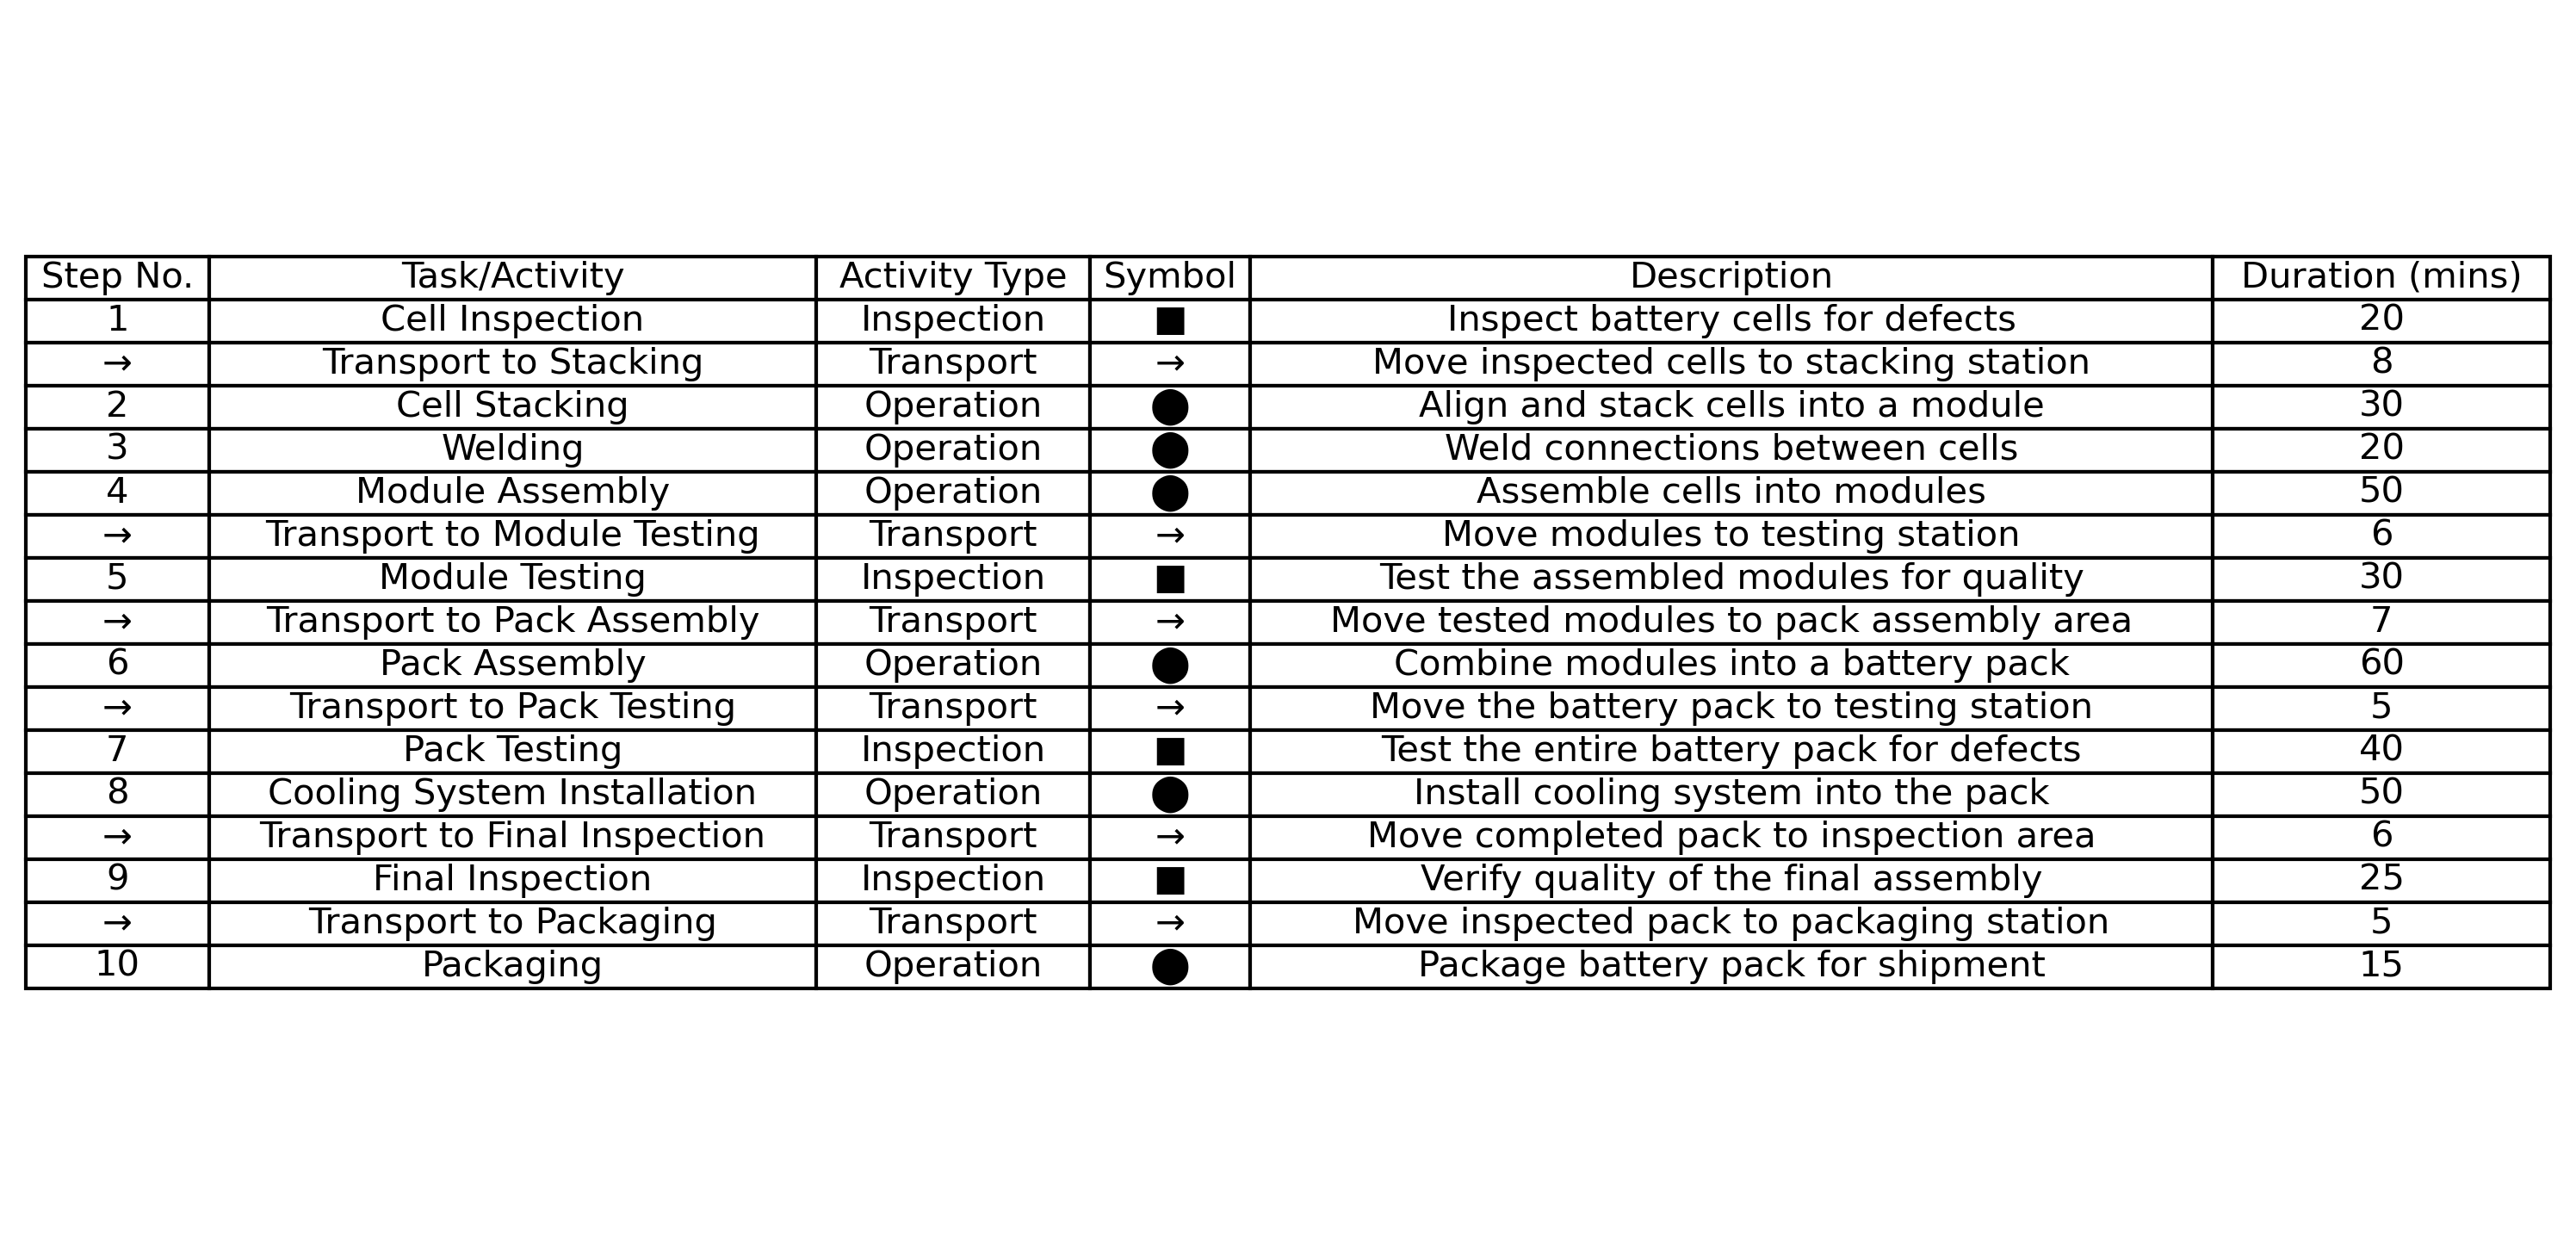 Step No. Task/Activity Activity Type Symbol Description Duration (mins)
1 Cell Inspection Inspection ■ Inspect battery cells for defects 20
→ Transport to Stacking Transport → Move inspected cells to stacking station 8
2 Cell Stacking Operation ● Align and stack cells into a module 30
3 Welding Operation ● Weld connections between cells 20
4 Module Assembly Operation ● Assemble cells into modules 50
→ Transport to Module Testing Transport → Move modules to testing station 6
5 Module Testing Inspection ■ Test the assembled modules for quality 30
→ Transport to Pack Assembly Transport → Move tested modules to pack assembly area 7
6 Pack Assembly Operation ● Combine modules into a battery pack 60
→ Transport to Pack Testing Transport → Move the battery pack to testing station 5
7 Pack Testing Inspection ■ Test the entire battery pack for defects 40
8 Cooling System Installation Operation ● Install cooling system into the pack 50
→ Transport to Final Inspection Transport → Move completed pack to inspection area 6
9 Final Inspection Inspection ■ Verify quality of the final assembly 25
→ Transport to Packaging Transport → Move inspected pack to packaging station 5
10 Packaging Operation ● Package battery pack for shipment 15